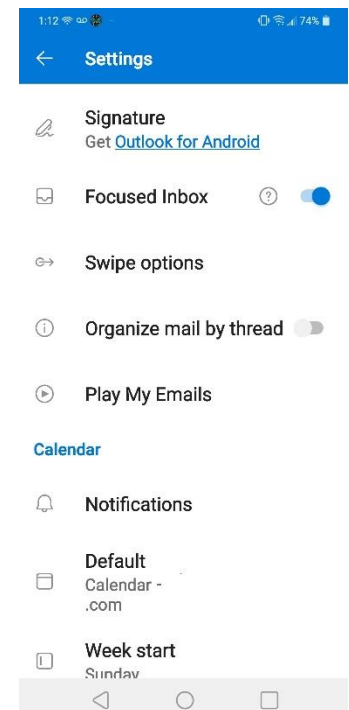 1:12 74%
Settings
Signature
Get Outlook for Android
Focused Inbox ?
Swipe options
Organize mail by thread
Play My Emails
Calendar
Notifications
Default
Calendar -
.com
Week start
Sunday